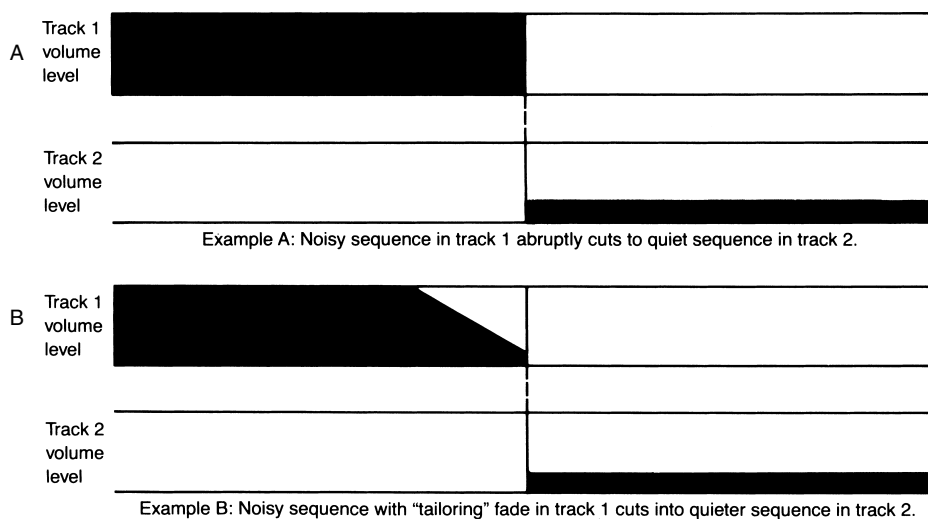 A
Track 1
volume
level
Track 2
volume
level
Example A: Noisy sequence in track 1 abruptly cuts to quiet sequence in track 2.
B
Track 1
volume
level
Track 2
volume
level
Example B: Noisy sequence with “tailoring” fade in track 1 cuts into quieter sequence in track 2.